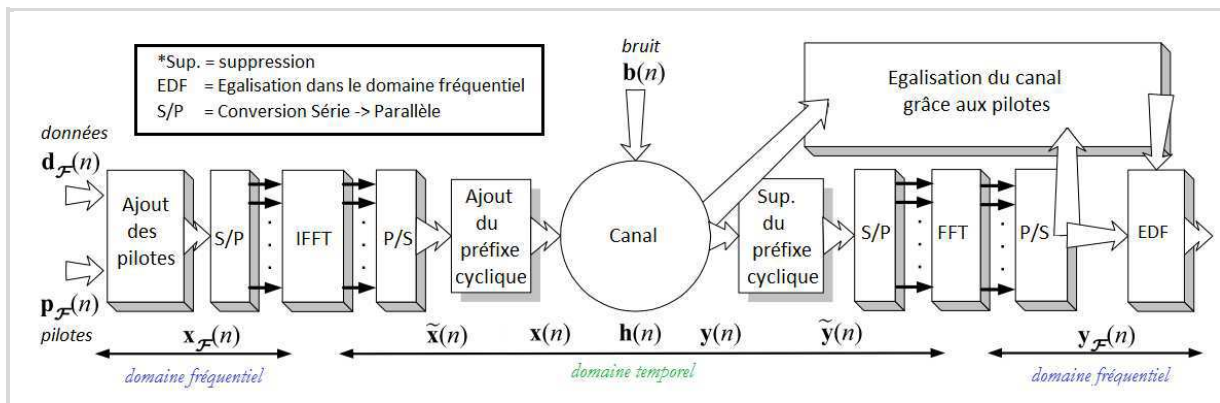 *Sup. = suppression
EDF = Egalisation dans le domaine fréquentiel
S/P = Conversion Série -> Parallèle
bruit
b(n)
Egalisation du canal
grâce aux pilotes
données
d_F(n)
Ajout
des
pilotes
S/P
IFFT
P/S
Ajout
du
préfixe
cyclique
Canal
Sup.
du
préfixe
cyclique
S/P
FFT
P/S
EDF
p_F(n)
pilotes
x_F(n)
x̃(n)
x(n)
h(n)
y(n)
ỹ(n)
y_F(n)
domaine fréquentiel
domaine temporel
domaine fréquentiel